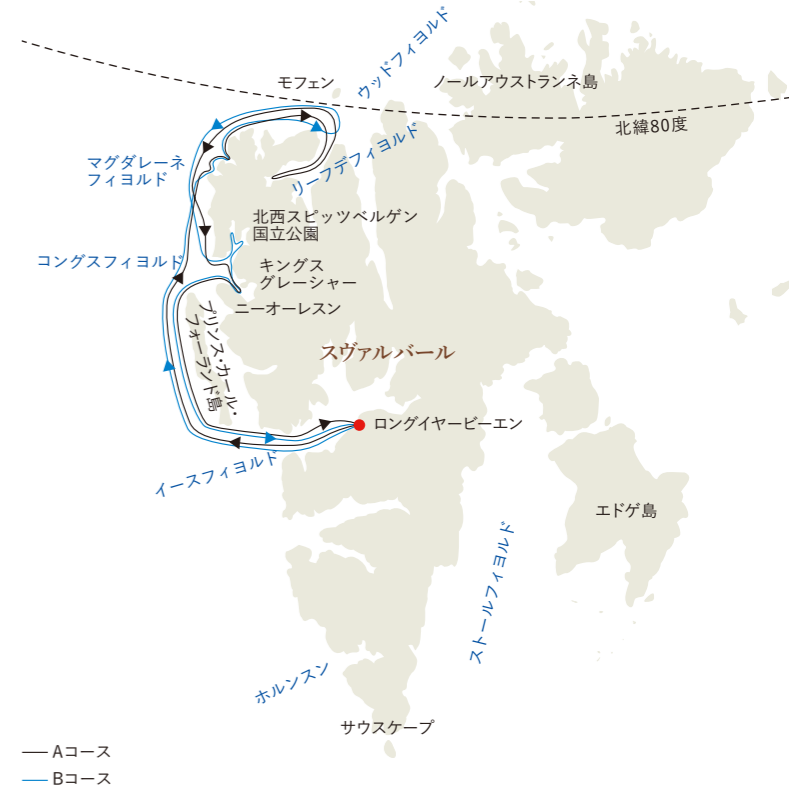 ウッドフィヨルド
モフェン
ノールアウストランネ島
北緯80度
リーフデフィヨルド
マグダレーネ
フィヨルド
北西スピッツベルゲン
国立公園
コングスフィヨルド
キングス
グレーシャー
ニーオーレスン
プリンス・カール・
フォーランド島
スヴァルバール
ロングイヤービーエン
イースフィヨルド
エドゲ島
ストールフィヨルド
ホルンスン
サウスケープ
Aコース
Bコース